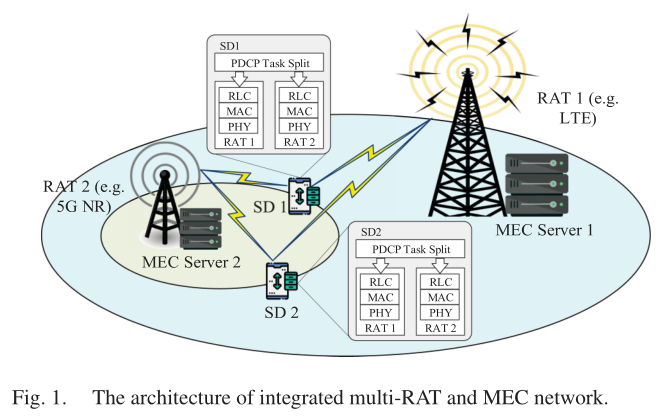 SD1
PDCP Task Split
RLC
MAC
PHY
RAT 1
RLC
MAC
PHY
RAT 2
RAT 1 (e.g.
LTE)
RAT 2 (e.g.
5G NR)
SD 1
MEC Server 1
MEC Server 2
SD 2
SD2
PDCP Task Split
RLC
MAC
PHY
RAT 1
RLC
MAC
PHY
RAT 2
Fig. 1. The architecture of integrated multi-RAT and MEC network.